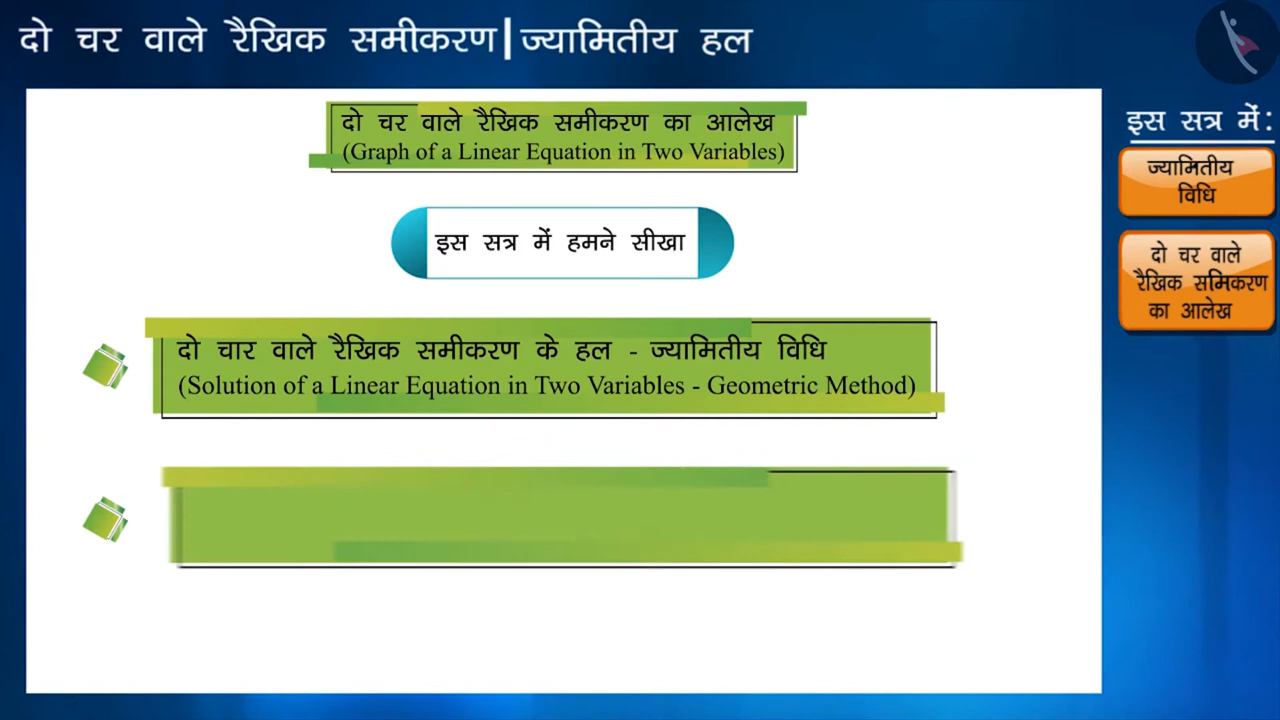 दो चर वाले रैखिक समीकरण|ज्यामितीय हल
दो चर वाले रैखिक समीकरण का आलेख
(Graph of a Linear Equation in Two Variables)
इस सत्र में हमने सीखा
दो चार वाले रैखिक समीकरण के हल - ज्यामितीय विधि
(Solution of a Linear Equation in Two Variables - Geometric Method)
इस सत्र में:
ज्यामितीय
विधि
दो चर वाले
रैखिक समिकरण
का आलेख